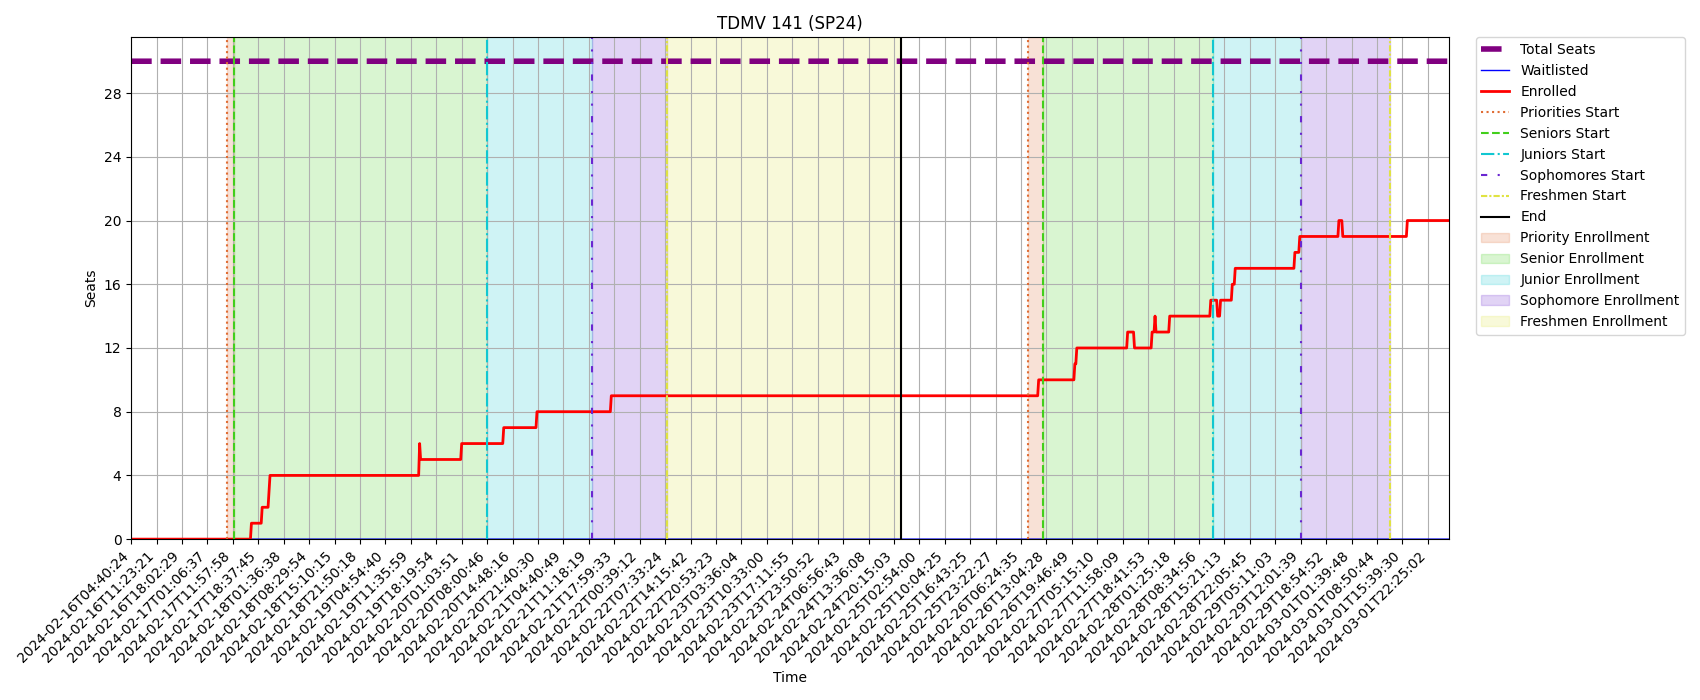 TDMV 141 (SP24)
Seats
28
24
20
16
12
8
4
0
2024-02-16T04:40:24
2024-02-16T11:23:21
2024-02-16T18:02:29
2024-02-17T01:06:37
2024-02-17T11:57:58
2024-02-17T18:37:45
2024-02-18T01:36:38
2024-02-18T08:29:54
2024-02-18T15:10:15
2024-02-18T21:50:18
2024-02-19T04:54:40
2024-02-19T11:35:59
2024-02-19T18:19:54
2024-02-20T01:03:51
2024-02-20T08:00:46
2024-02-20T14:48:16
2024-02-20T21:40:30
2024-02-21T04:40:49
2024-02-21T11:18:19
2024-02-21T17:59:33
2024-02-22T00:39:12
2024-02-22T07:33:24
2024-02-22T14:15:42
2024-02-22T20:53:23
2024-02-23T03:36:04
2024-02-23T10:33:00
2024-02-23T17:11:55
2024-02-23T23:50:52
2024-02-24T06:56:43
2024-02-24T13:36:08
2024-02-24T20:15:03
2024-02-25T02:54:00
2024-02-25T10:04:25
2024-02-25T16:43:25
2024-02-25T23:22:27
2024-02-26T06:24:35
2024-02-26T13:04:28
2024-02-26T19:46:49
2024-02-27T05:15:10
2024-02-27T11:58:09
2024-02-27T18:41:53
2024-02-28T01:25:18
2024-02-28T08:34:56
2024-02-28T15:21:13
2024-02-28T22:05:45
2024-02-29T05:11:03
2024-02-29T12:01:39
2024-02-29T18:54:52
2024-03-01T01:39:48
2024-03-01T08:50:44
2024-03-01T15:39:30
2024-03-01T22:25:02
Time
Total Seats
Waitlisted
Enrolled
Priorities Start
Seniors Start
Juniors Start
Sophomores Start
Freshmen Start
End
Priority Enrollment
Senior Enrollment
Junior Enrollment
Sophomore Enrollment
Freshmen Enrollment